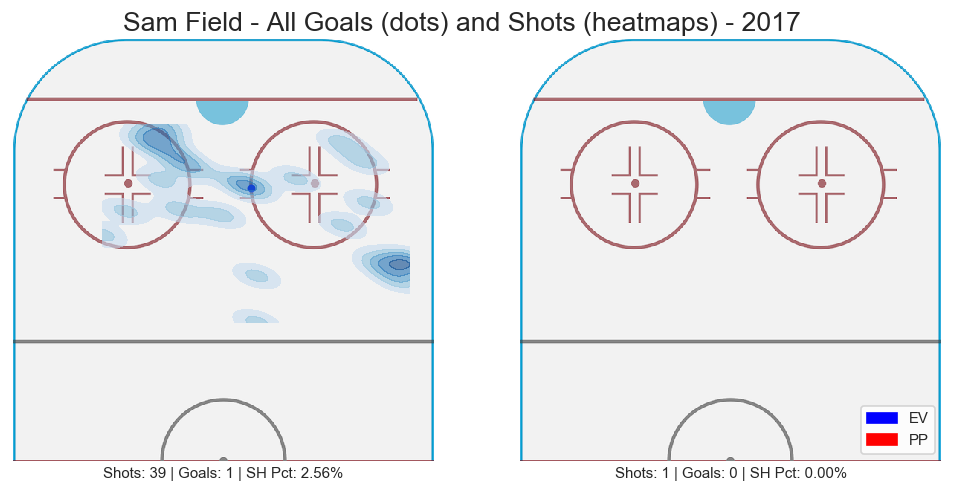 Sam Field - All Goals (dots) and Shots (heatmaps) - 2017
EV
PP
Shots: 39 | Goals: 1 | SH Pct: 2.56%
Shots: 1 | Goals: 0 | SH Pct: 0.00%